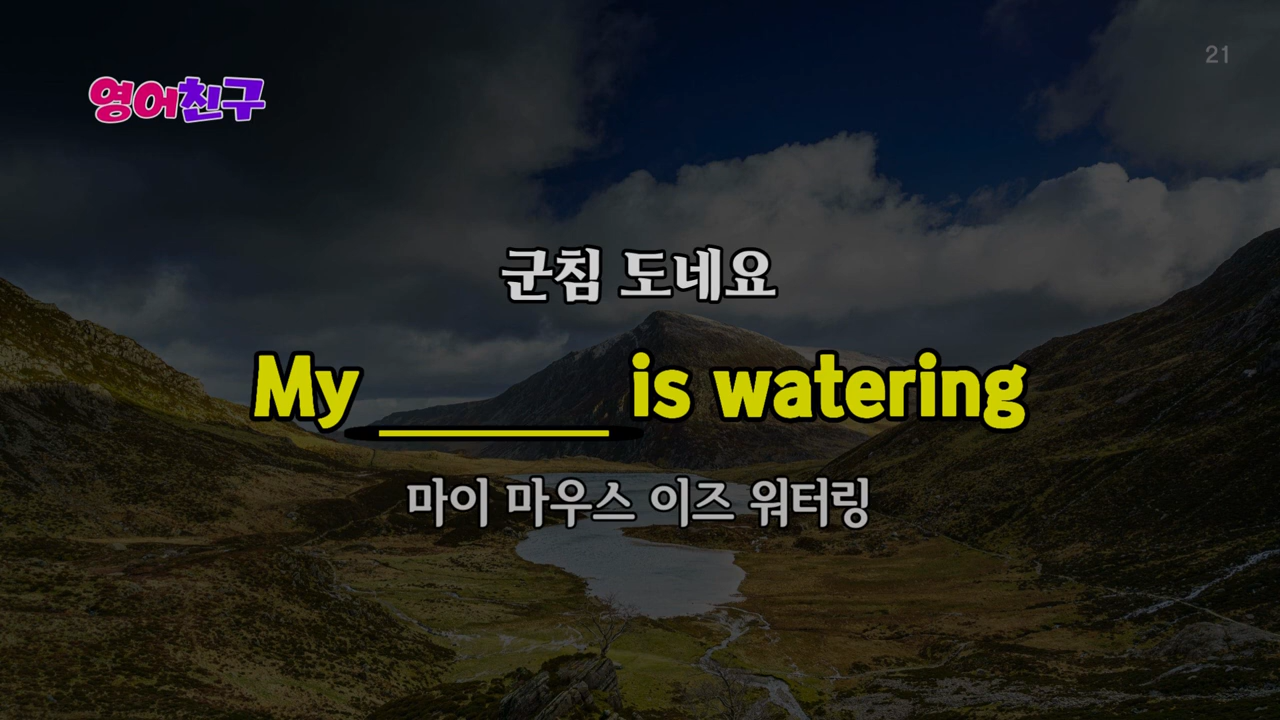 영어친구
21
군침 도네요
My ________ is watering
마이 마우스 이즈 워터링